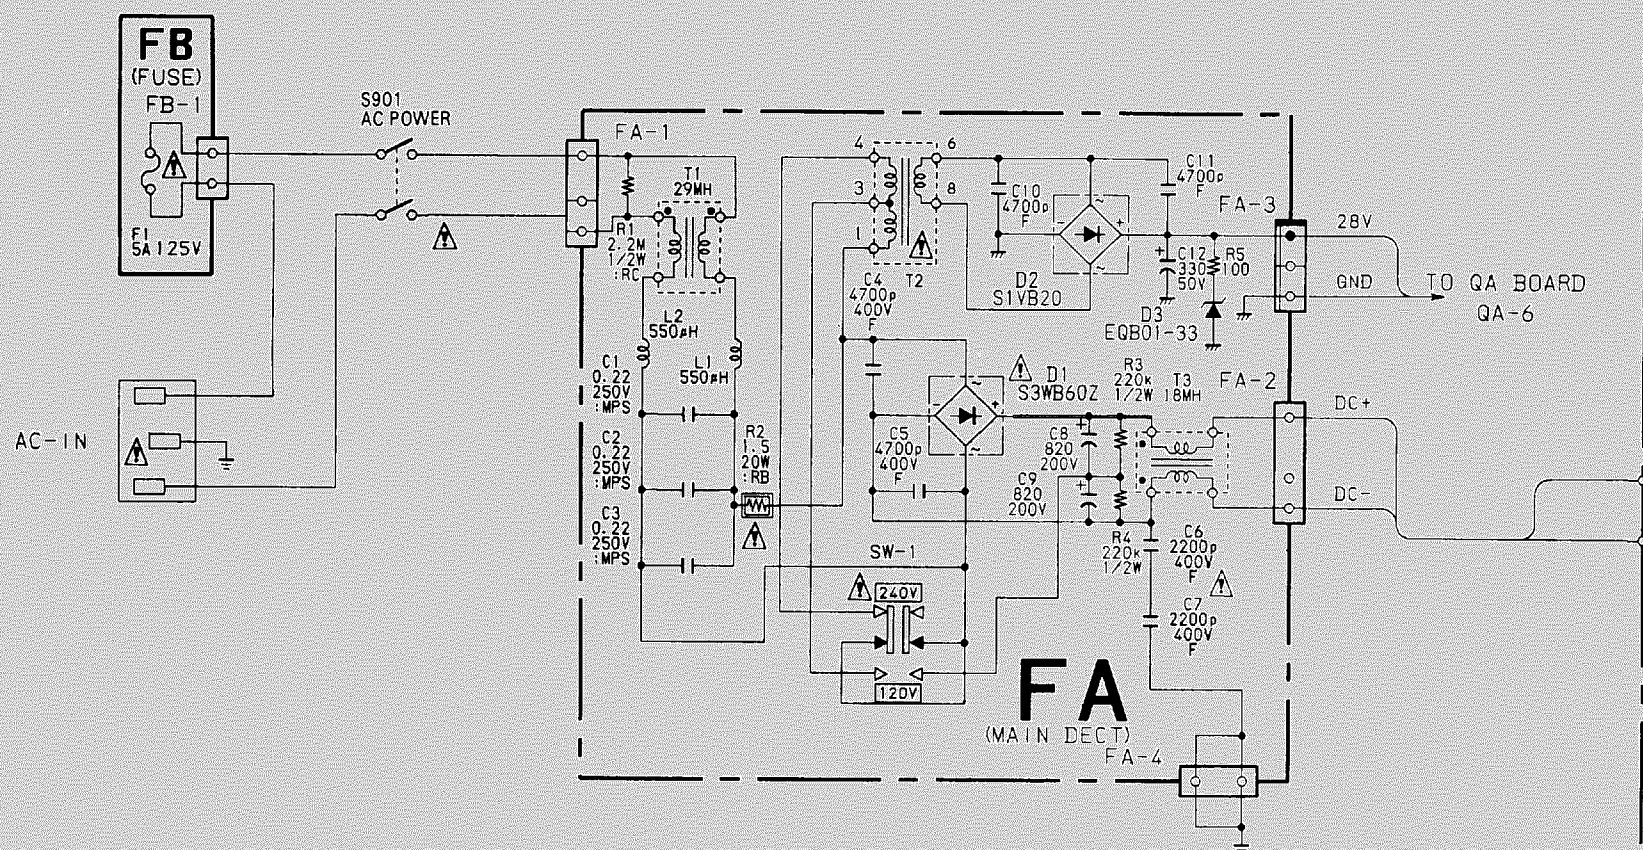 FB
(FUSE)
FB-1
F1
5A 125V
S901
AC POWER
AC-IN
FA-1
R1
2.2M
1/2W
:RC
T1
29MH
L2
550µH
L1
550µH
C1
0.22
250V
:MPS
C2
0.22
250V
:MPS
C3
0.22
250V
:MPS
R2
1.5
20W
:RB
4
3
1
6
8
T2
C4
4700p
400V
F
C10
4700p
F
~
-
+
~
D2
S1VB20
C11
4700p
F
+
C12
330
50V
R5
100
D3
EQB01-33
FA-3
28V
GND
TO QA BOARD
QA-6
~
-
+
~
D1
S3WB60Z
C5
4700p
400V
F
R3
220k
1/2W
T3
18MH
FA-2
DC+
DC-
+
C8
820
200V
+
C9
820
200V
R4
220k
1/2W
C6
2200p
400V
F
C7
2200p
400V
F
SW-1
240V
120V
FA
(MAIN DECT)
FA-4